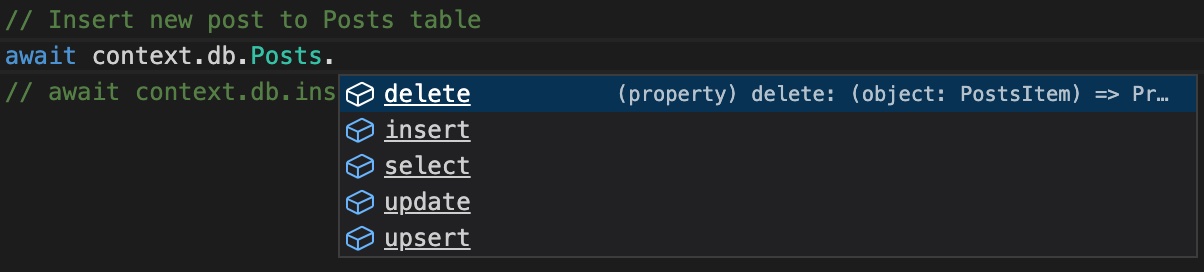 // Insert new post to Posts table
await context.db.Posts.
// await context.db.ins
delete (property) delete: (object: PostsItem) => Pr…
insert
select
update
upsert